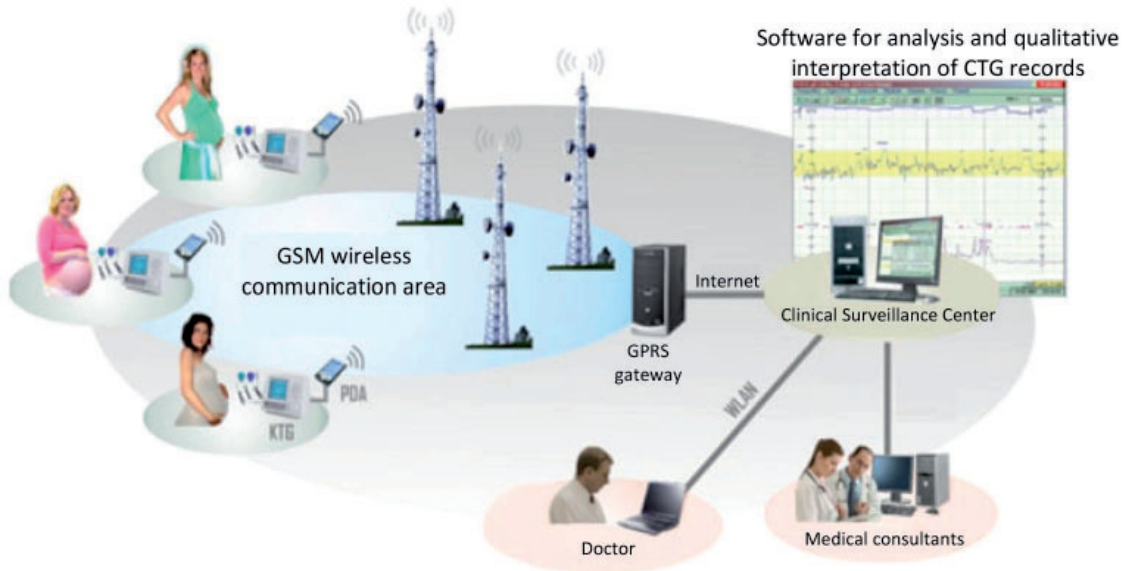 Software for analysis and qualitative
interpretation of CTG records
GSM wireless
communication area
Internet
Clinical Surveillance Center
GPRS
gateway
PDA
KTG
WLAN
Doctor
Medical consultants